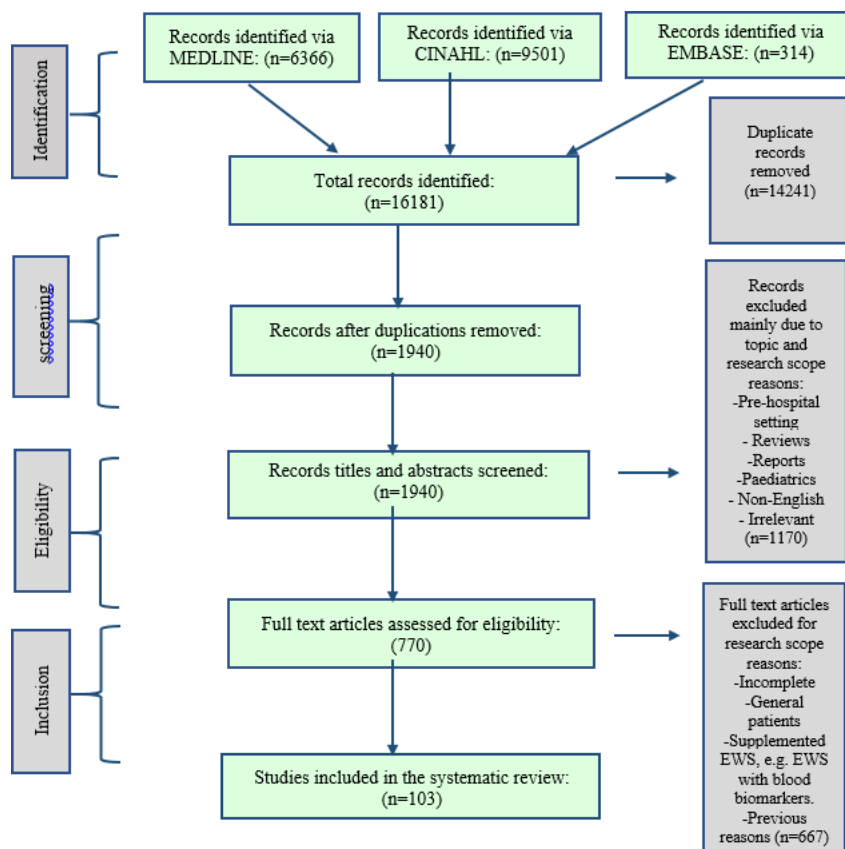 Records identified via
MEDLINE: (n=6366)
Records identified via
CINAHL: (n=9501)
Records identified via
EMBASE: (n=314)
Identification
Total records identified:
(n=16181)
Duplicate
records
removed
(n=14241)
screening
Records after duplications removed:
(n=1940)
Records
excluded
mainly due to
topic and
research scope
reasons:
-Pre-hospital
setting
- Reviews
-Reports
-Paediatrics
- Non-English
- Irrelevant
(n=1170)
Eligibility
Records titles and abstracts screened:
(n=1940)
Full text articles assessed for eligibility:
(770)
Full text articles
excluded for
research scope
reasons:
-Incomplete
-General
patients
-Supplemented
EWS, e.g. EWS
with blood
biomarkers.
-Previous
reasons (n=667)
Inclusion
Studies included in the systematic review:
(n=103)